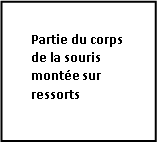 Partie du corps
de la souris
montée sur
ressorts